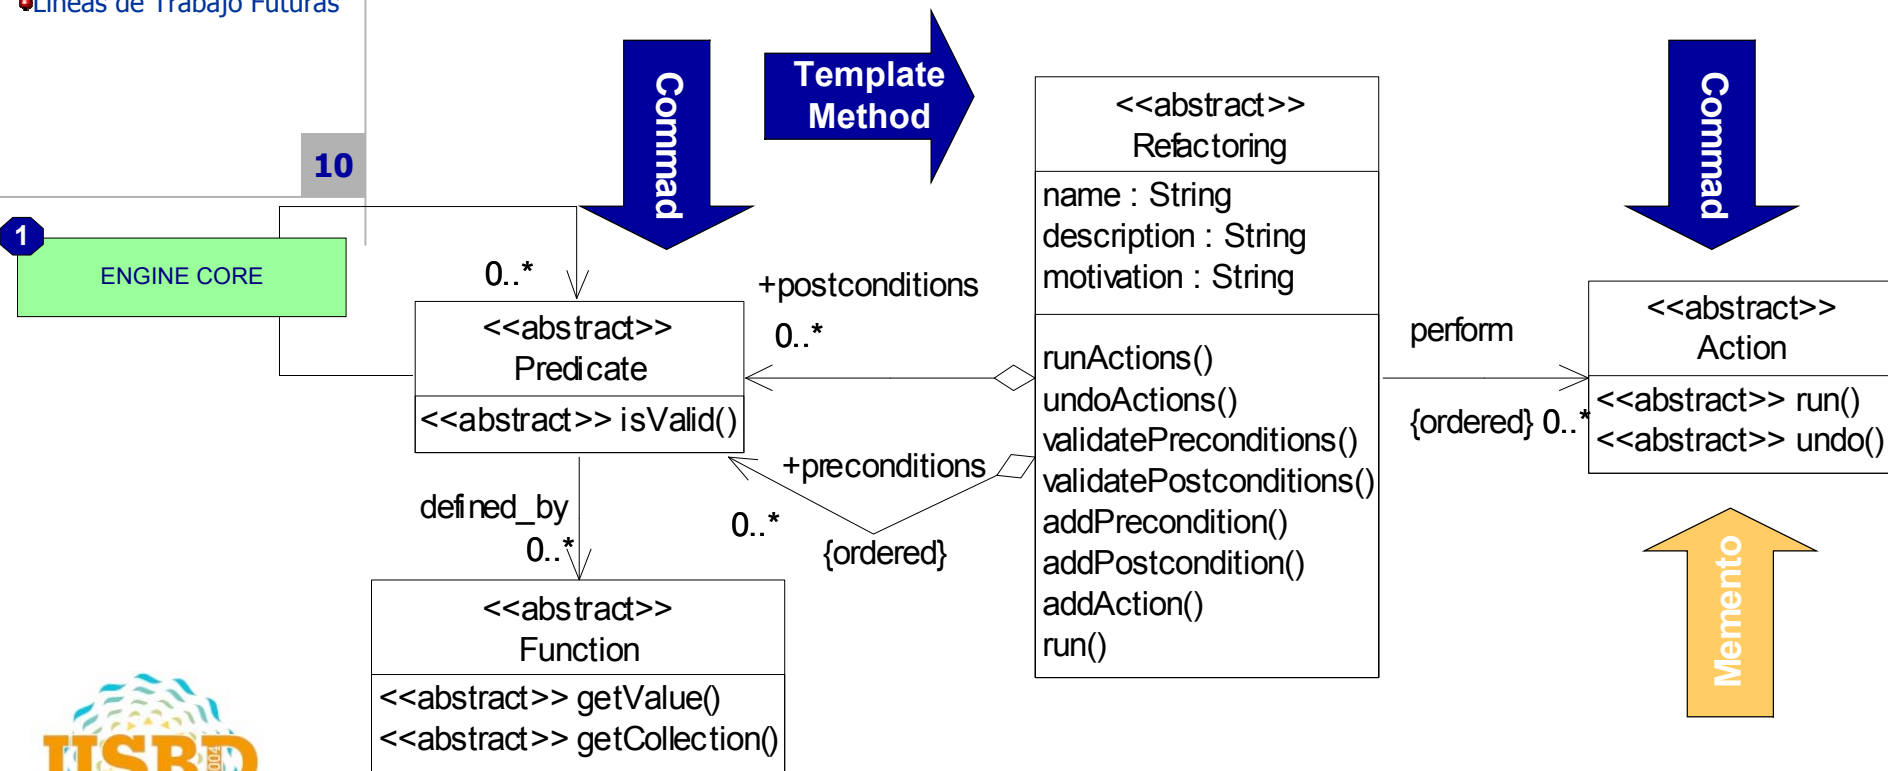 Líneas de Trabajo Futuras
10
1
ENGINE CORE
Commad
Template
Method
Commad
Memento
<<abstract>>
Predicate
<<abstract>> isValid()
0..*
+postconditions
0..*
+preconditions
0..*
{ordered}
defined_by
0..*
<<abstract>>
Function
<<abstract>> getValue()
<<abstract>> getCollection()
<<abstract>>
Refactoring
name : String
description : String
motivation : String
runActions()
undoActions()
validatePreconditions()
validatePostconditions()
addPrecondition()
addPostcondition()
addAction()
run()
perform
{ordered} 0..*
<<abstract>>
Action
<<abstract>> run()
<<abstract>> undo()